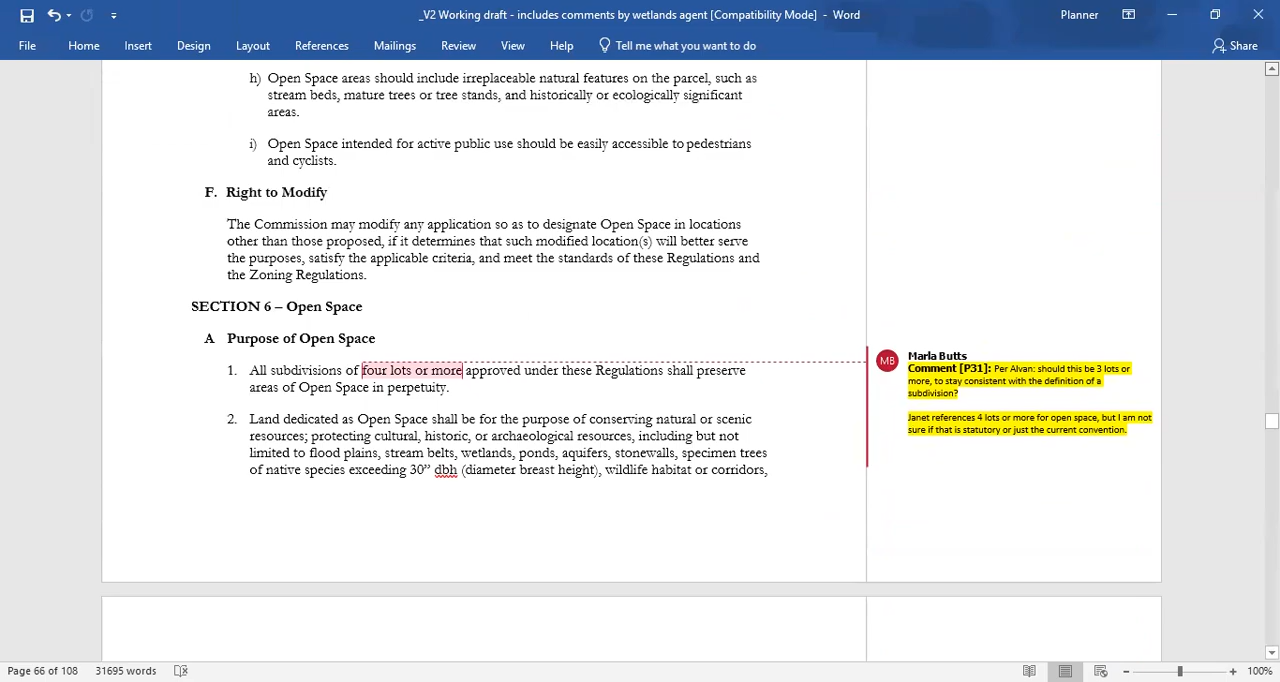 _V2 Working draft - includes comments by wetlands agent [Compatibility Mode] - Word
Planner
File Home Insert Design Layout References Mailings Review View Help Tell me what you want to do Share
h) Open Space areas should include irreplaceable natural features on the parcel, such as
stream beds, mature trees or tree stands, and historically or ecologically significant
areas.
i) Open Space intended for active public use should be easily accessible to pedestrians
and cyclists.
F. Right to Modify
The Commission may modify any application so as to designate Open Space in locations
other than those proposed, if it determines that such modified location(s) will better serve
the purposes, satisfy the applicable criteria, and meet the standards of these Regulations and
the Zoning Regulations.
SECTION 6 – Open Space
A Purpose of Open Space
1. All subdivisions of four lots or more approved under these Regulations shall preserve
areas of Open Space in perpetuity.
2. Land dedicated as Open Space shall be for the purpose of conserving natural or scenic
resources; protecting cultural, historic, or archaeological resources, including but not
limited to flood plains, stream belts, wetlands, ponds, aquifers, stonewalls, specimen trees
of native species exceeding 30” dbh (diameter breast height), wildlife habitat or corridors,
MB
Marla Butts
Comment [P31]: Per Alvan: should this be 3 lots or
more, to stay consistent with the definition of a
subdivision?
Janet references 4 lots or more for open space, but I am not
sure if that is statutory or just the current convention.
Page 66 of 108 31695 words 100%